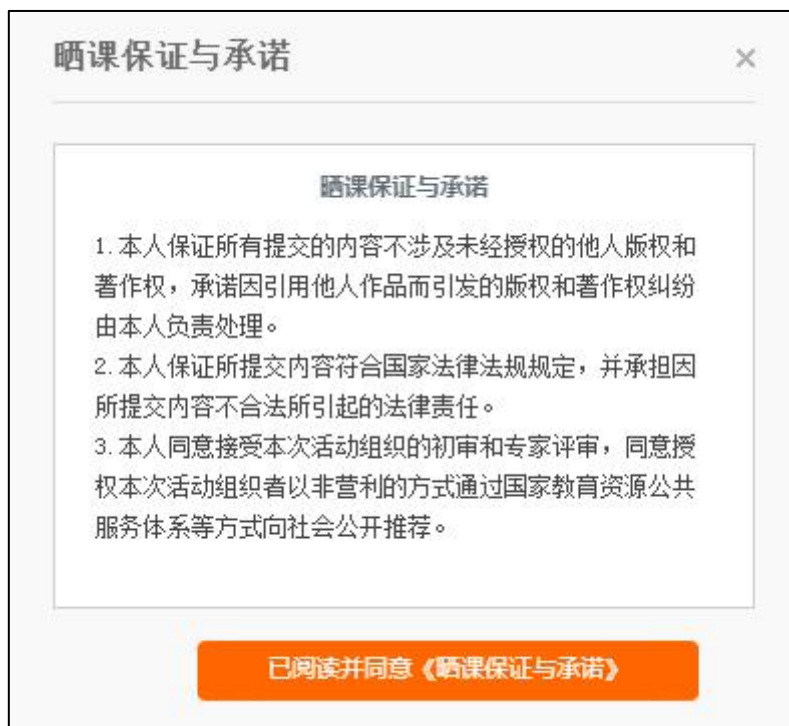 晒课保证与承诺
×
晒课保证与承诺
1.本人保证所有提交的内容不涉及未经授权的他人版权和
著作权，承诺因引用他人作品而引发的版权和著作权纠纷
由本人负责处理。
2.本人保证所提交内容符合国家法律法规规定，并承担因
所提交内容不合法所引起的法律责任。
3.本人同意接受本次活动组织的初审和专家评审，同意授
权本次活动组织者以非营利的方式通过国家教育资源公共
服务体系等方式向社会公开推荐。
已阅读并同意《晒课保证与承诺》